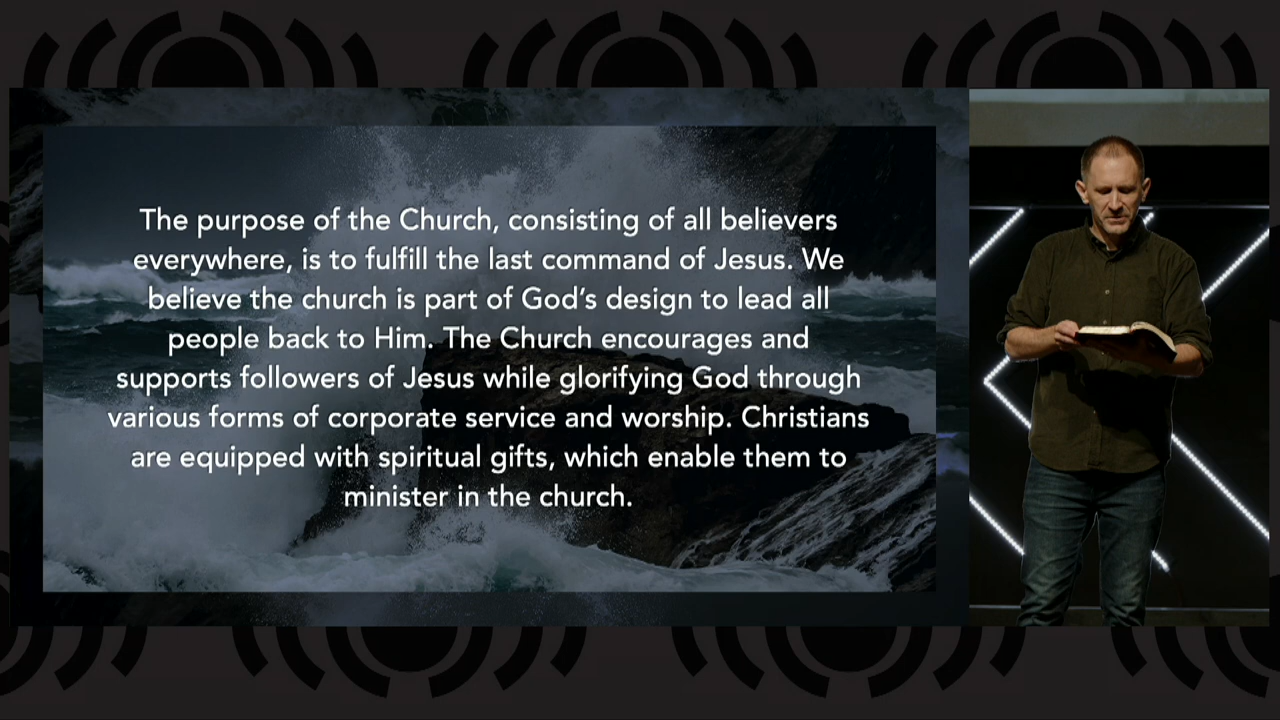 The purpose of the Church, consisting of all believers
everywhere, is to fulfill the last command of Jesus. We
believe the church is part of God’s design to lead all
people back to Him. The Church encourages and
supports followers of Jesus while glorifying God through
various forms of corporate service and worship. Christians
are equipped with spiritual gifts, which enable them to
minister in the church.